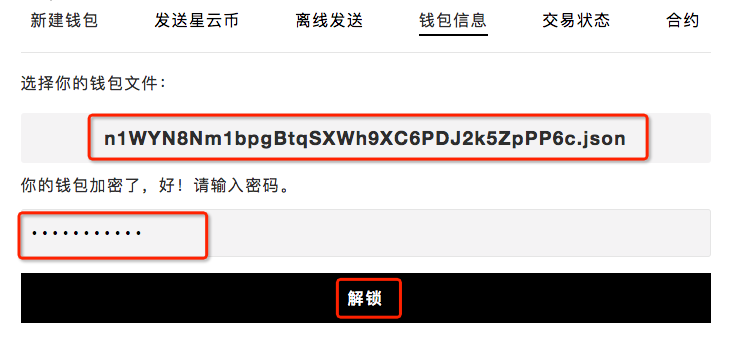 新建钱包 发送星云币 离线发送 钱包信息 交易状态 合约
选择你的钱包文件：
n1WYN8Nm1bpgBtqSXWh9XC6PDJ2k5ZpPP6c.json
你的钱包加密了，好！请输入密码。
···········
解锁